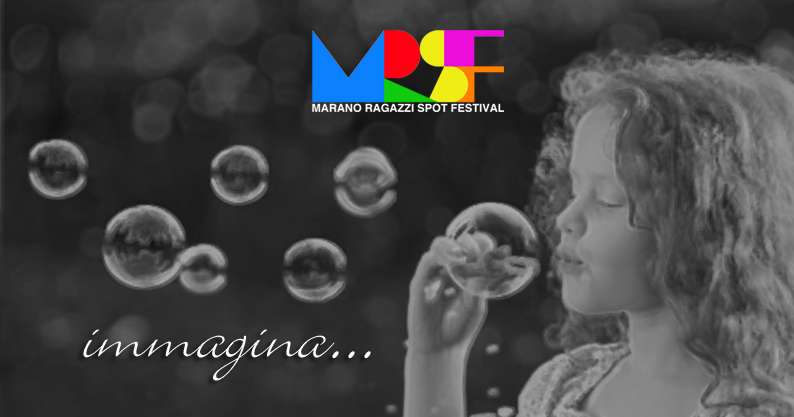 MRSF
MARANO RAGAZZI SPOT FESTIVAL
immagina...